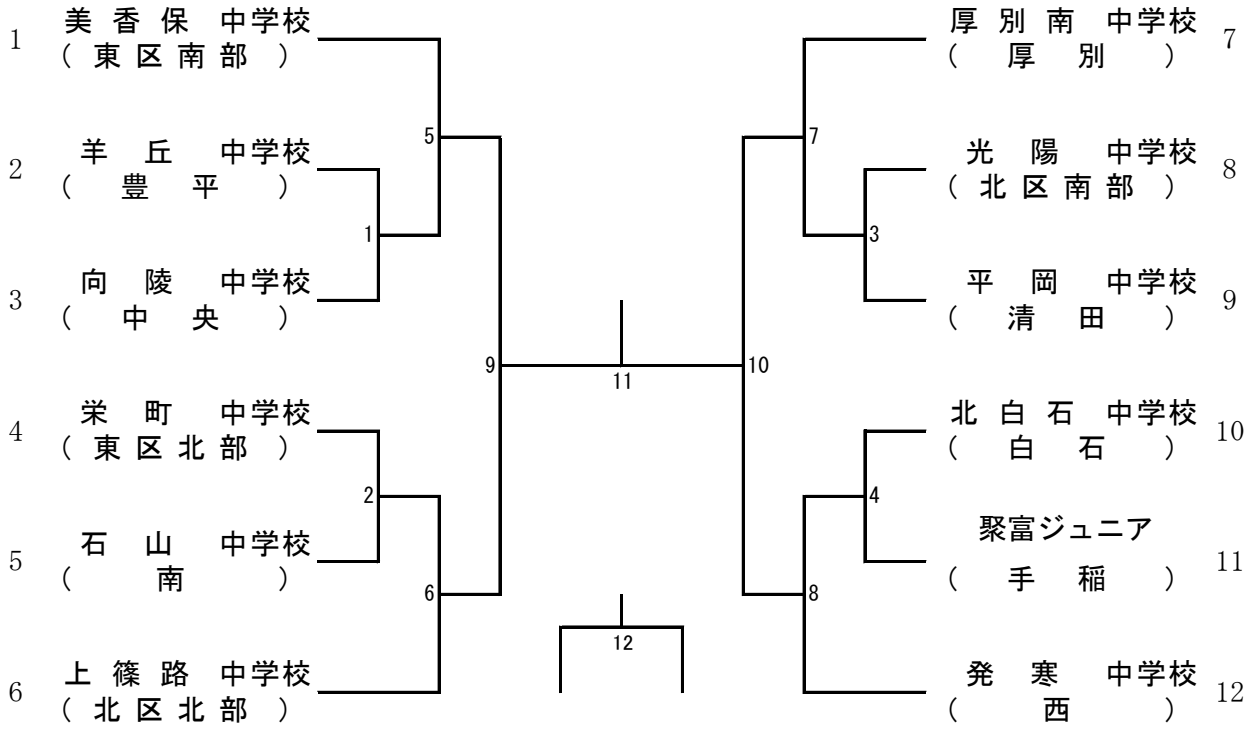 1 美香保 中学校
( 東区南部 )
2 羊丘 中学校
( 豊平 )
3 向陵 中学校
( 中央 )
4 栄町 中学校
( 東区北部 )
5 石山 中学校
( 南 )
6 上篠路 中学校
( 北区北部 )
5
1
9
2
6
11
12
7
3
10
4
8
厚別南 中学校 7
( 厚別 )
光陽 中学校 8
( 北区南部 )
平岡 中学校 9
( 清田 )
北白石 中学校 10
( 白石 )
聚富ジュニア 11
( 手稲 )
発寒 中学校 12
( 西 )